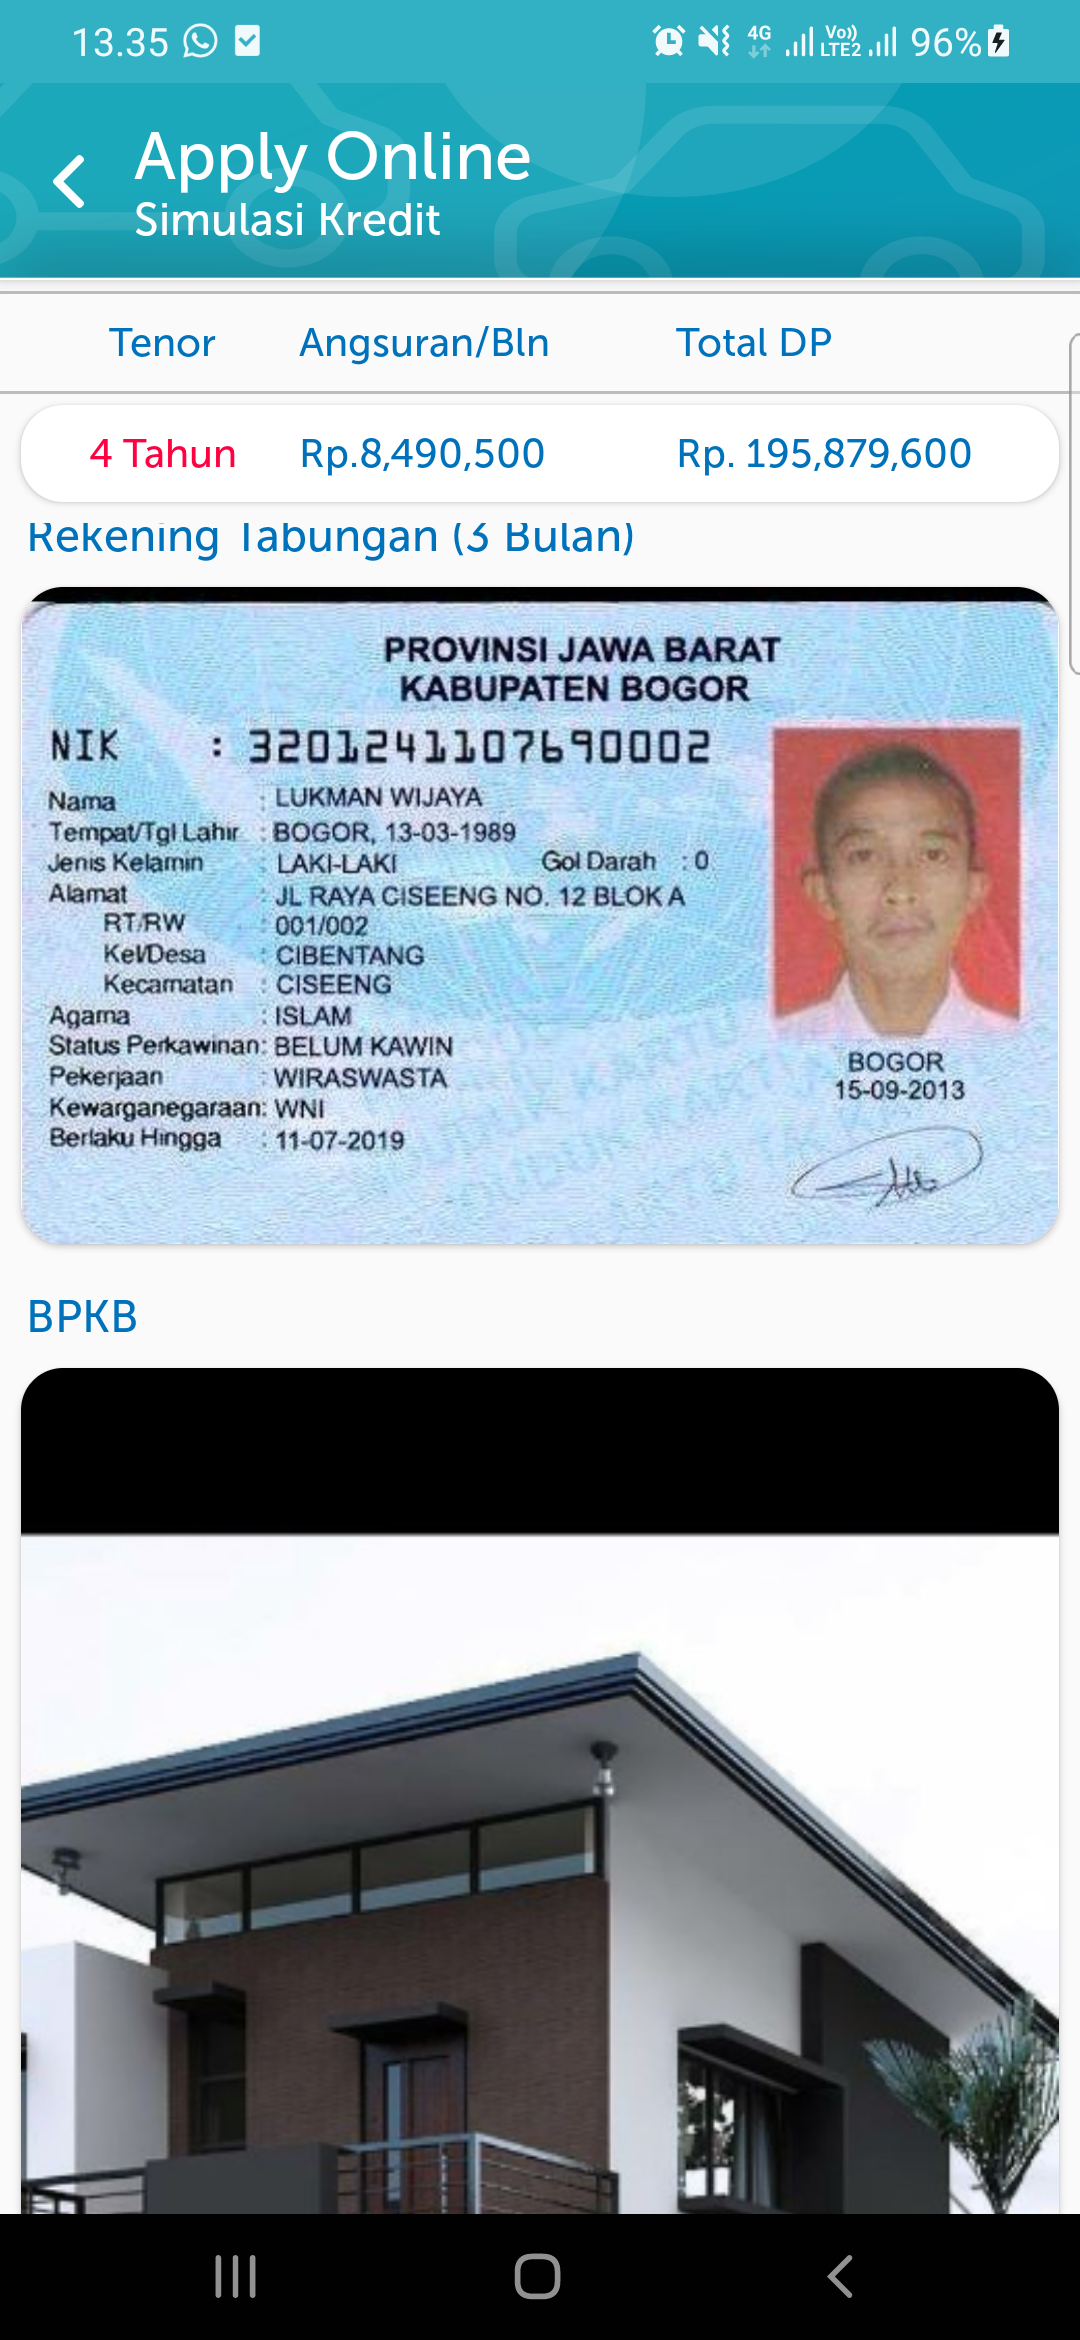 13.35 4G Vo)) LTE2 96%
Apply Online
Simulasi Kredit
Tenor Angsuran/Bln Total DP
4 Tahun Rp.8,490,500 Rp. 195,879,600
Rekening Tabungan (3 Bulan)
PROVINSI JAWA BARAT
KABUPATEN BOGOR
NIK : 3201241107690002
Nama : LUKMAN WIJAYA
Tempat/Tgl Lahir : BOGOR, 13-03-1989
Jenis Kelamin : LAKI-LAKI Gol Darah : 0
Alamat : JL RAYA CISEENG NO. 12 BLOK A
RT/RW : 001/002
Kel/Desa : CIBENTANG
Kecamatan : CISEENG
Agama : ISLAM
Status Perkawinan: BELUM KAWIN
Pekerjaan : WIRASWASTA
Kewarganegaraan: WNI
Berlaku Hingga : 11-07-2019
BOGOR
15-09-2013
BPKB